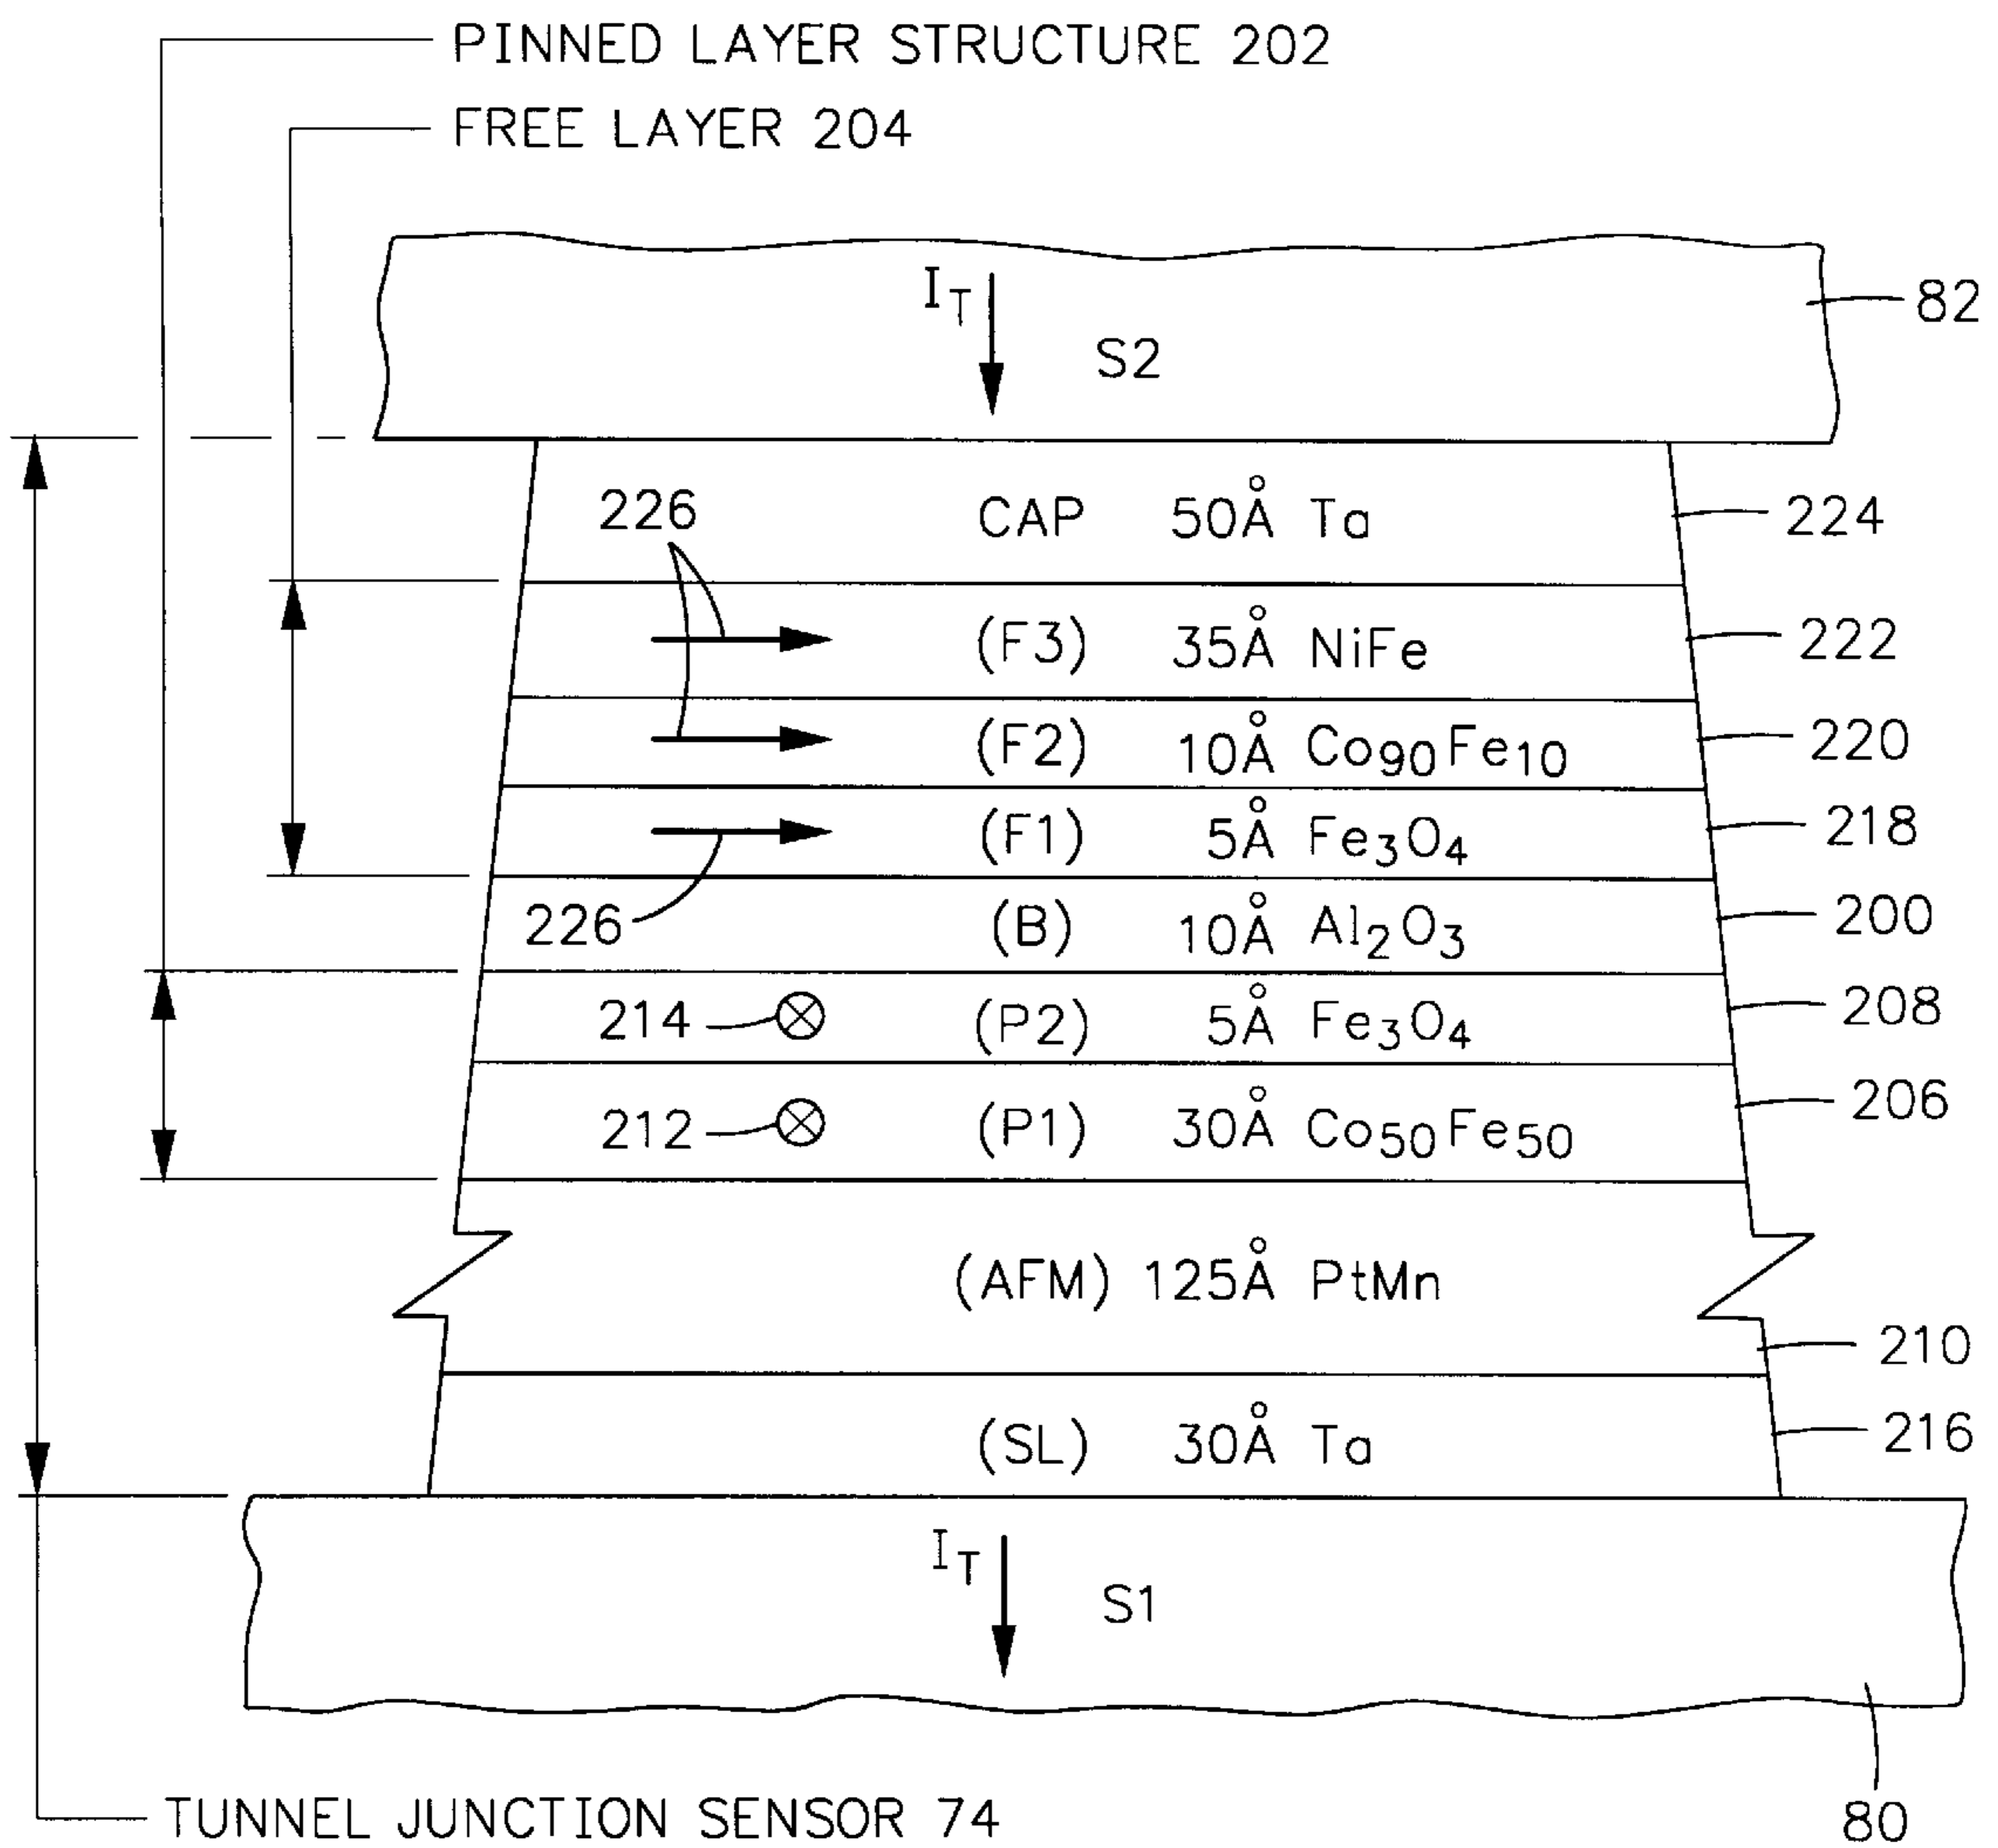 PINNED LAYER STRUCTURE 202
FREE LAYER 204
I_T
S2
82
226 CAP 50Å Ta 224
(F3) 35Å NiFe 222
(F2) 10Å Co₉₀Fe₁₀ 220
(F1) 5Å Fe₃O₄ 218
226 (B) 10Å Al₂O₃ 200
214 (P2) 5Å Fe₃O₄ 208
212 (P1) 30Å Co₅₀Fe₅₀ 206
(AFM) 125Å PtMn
210
(SL) 30Å Ta 216
I_T
S1
TUNNEL JUNCTION SENSOR 74
80